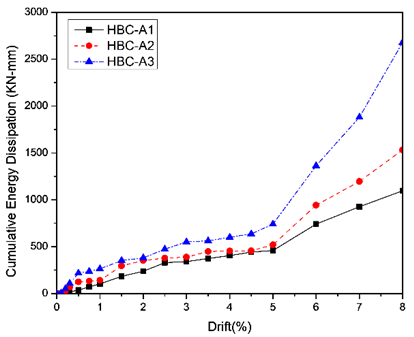 3000
2500
2000
1500
1000
500
0
Cumulative Energy Dissipation (KN-mm)
HBC-A1
HBC-A2
HBC-A3
0 1 2 3 4 5 6 7 8
Drift(%)